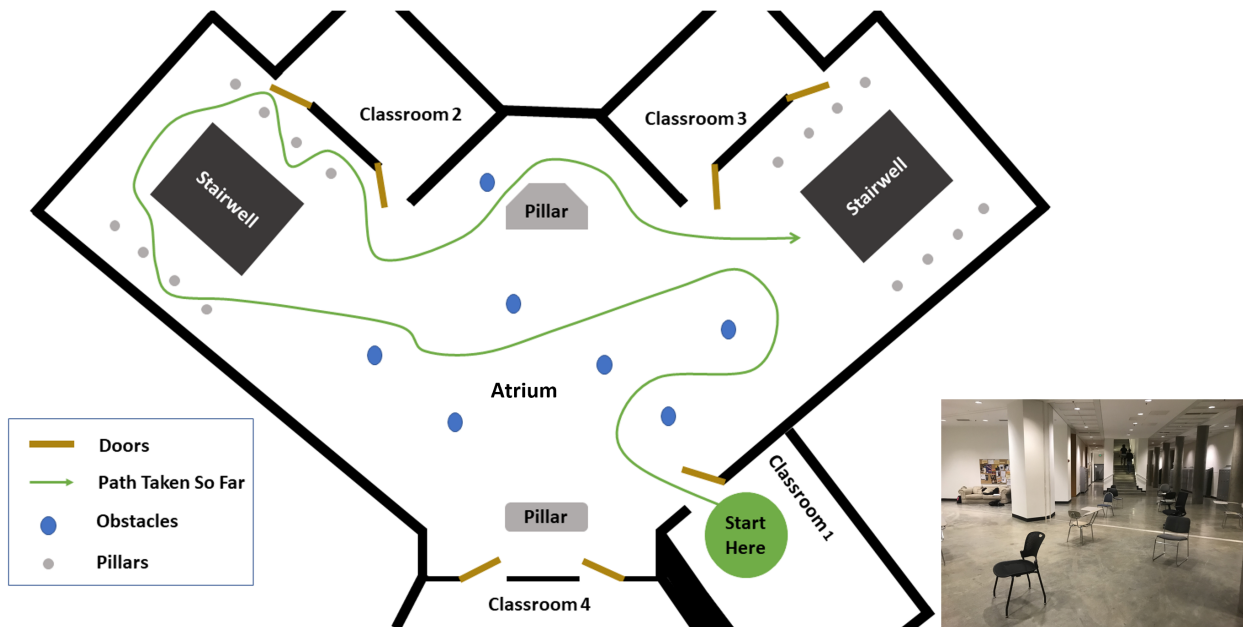 Classroom 2
Classroom 3
Stairwell
Stairwell
Pillar
Atrium
Doors
Path Taken So Far
Obstacles
Pillars
Pillar
Start
Here
Classroom 1
Classroom 4